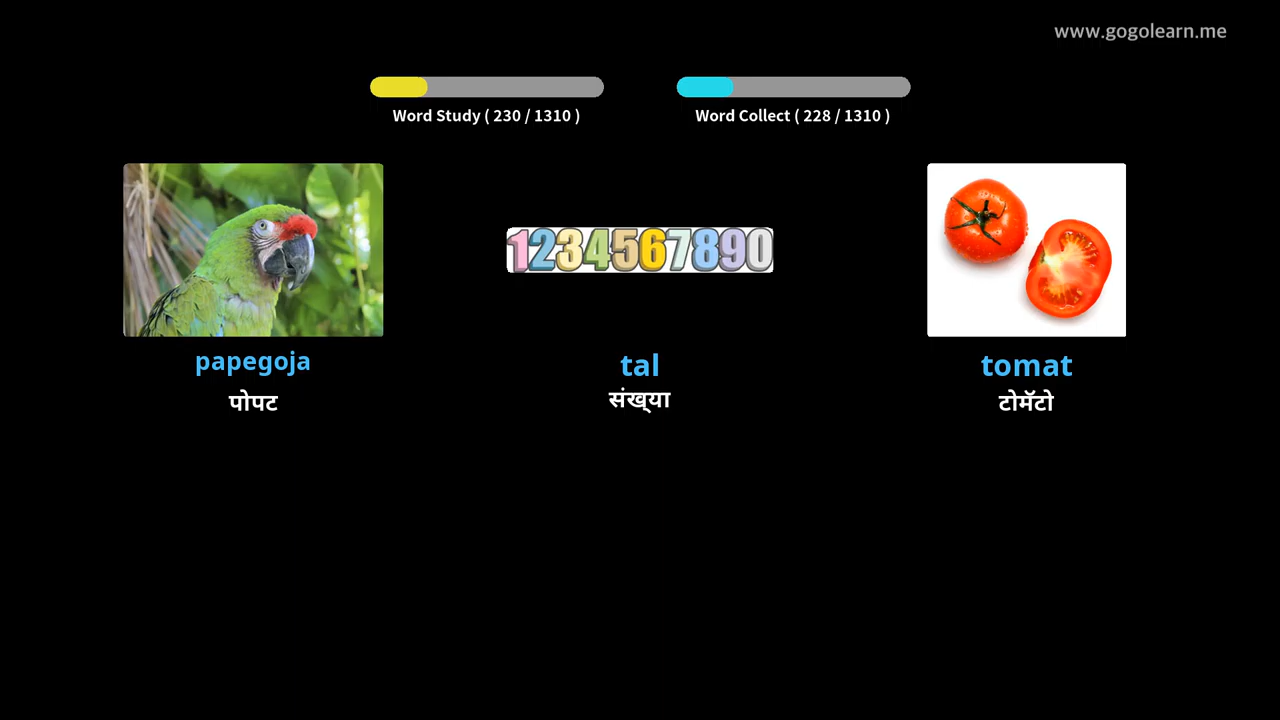 www.gogolearn.me
Word Study ( 230 / 1310 )
Word Collect ( 228 / 1310 )
1234567890
papegoja
tal
tomat
पोपट
संख्या
टोमॅटो